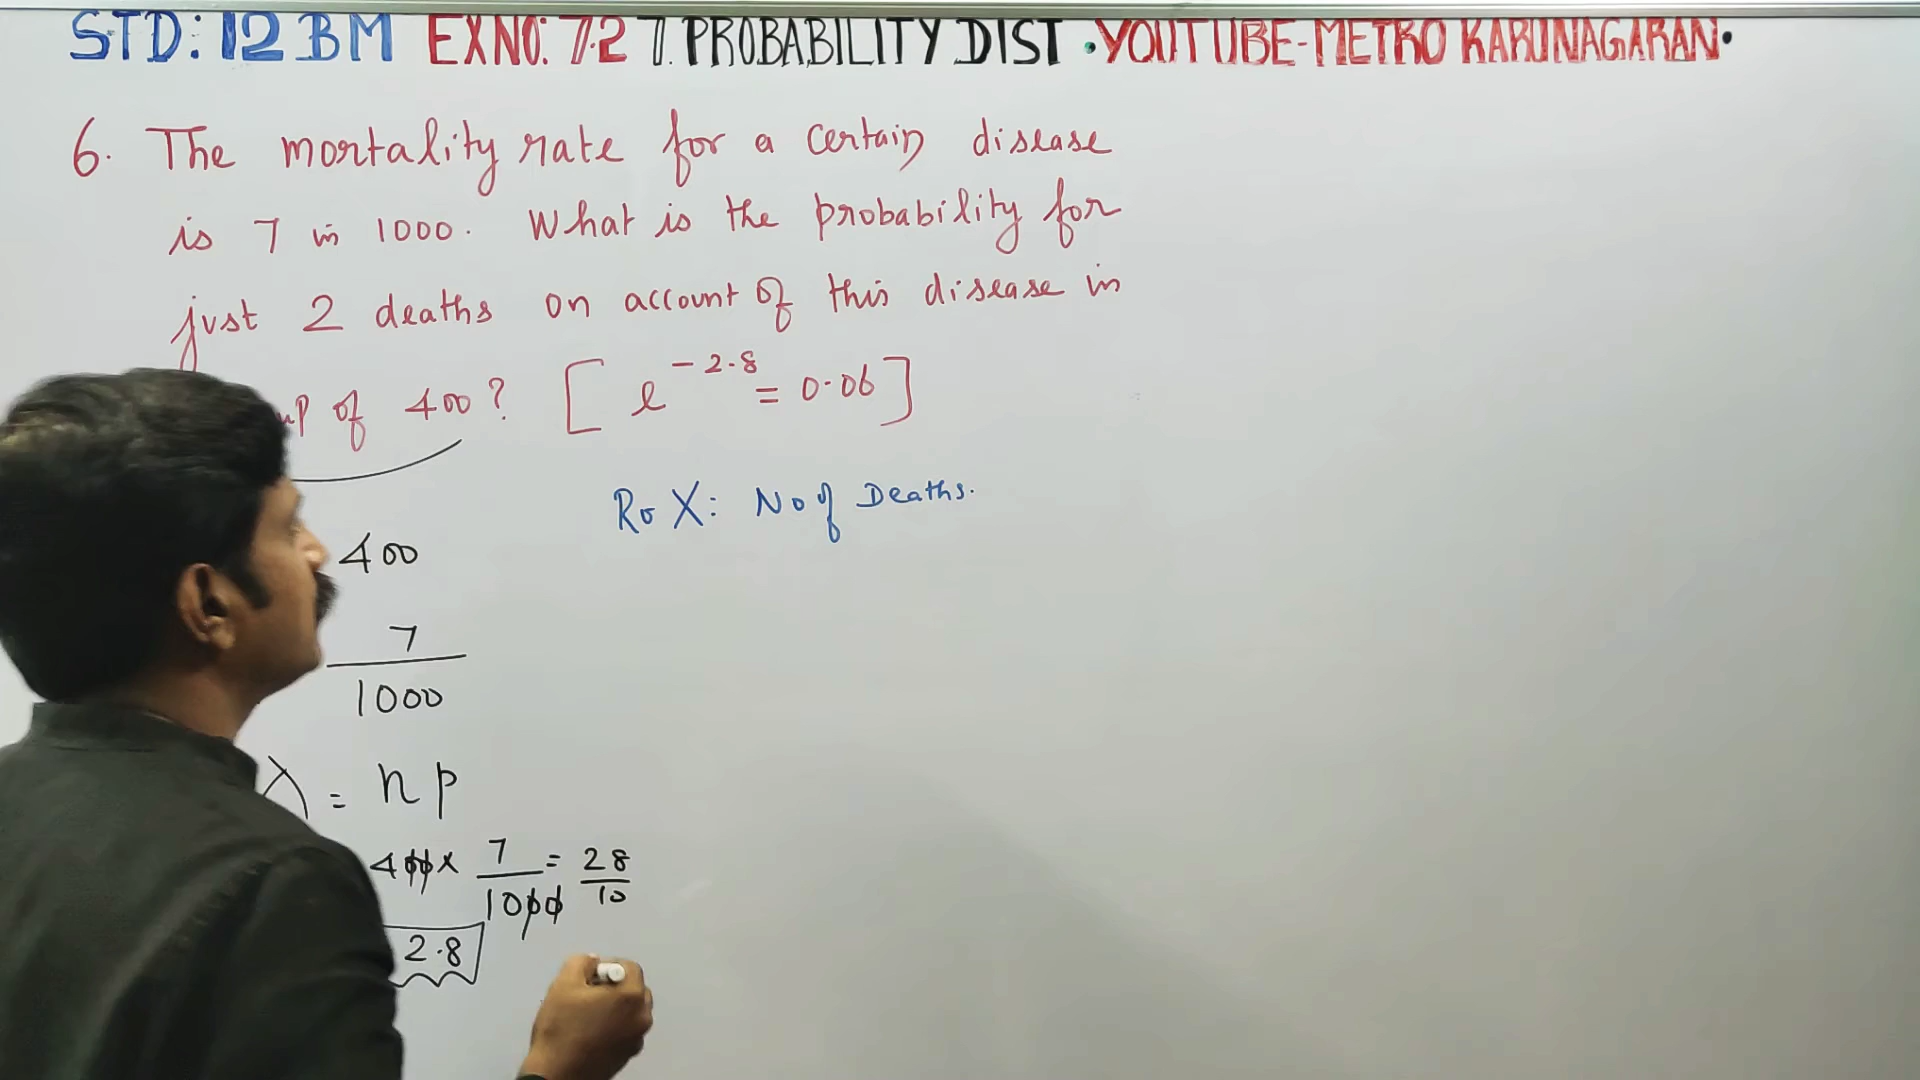 STD: 12 BM EX NO: 7.2 7. PROBABILITY DIST • YOUTUBE-METRO KARUNAGARAN •
6. The mortality rate for a certain disease
is 7 in 1000. What is the probability for
just 2 deaths on account of this disease in
of 400? [e^-2.8 = 0.06]
X: No of Deaths.
400
7
1000
λ = np
400 × 7/1000 = 28/10
2.8